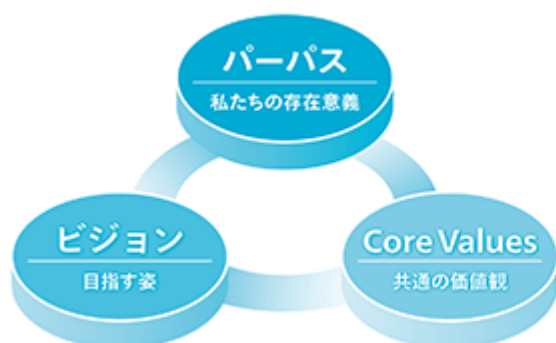 パーパス
私たちの存在意義
ビジョン
目指す姿
Core Values
共通の価値観